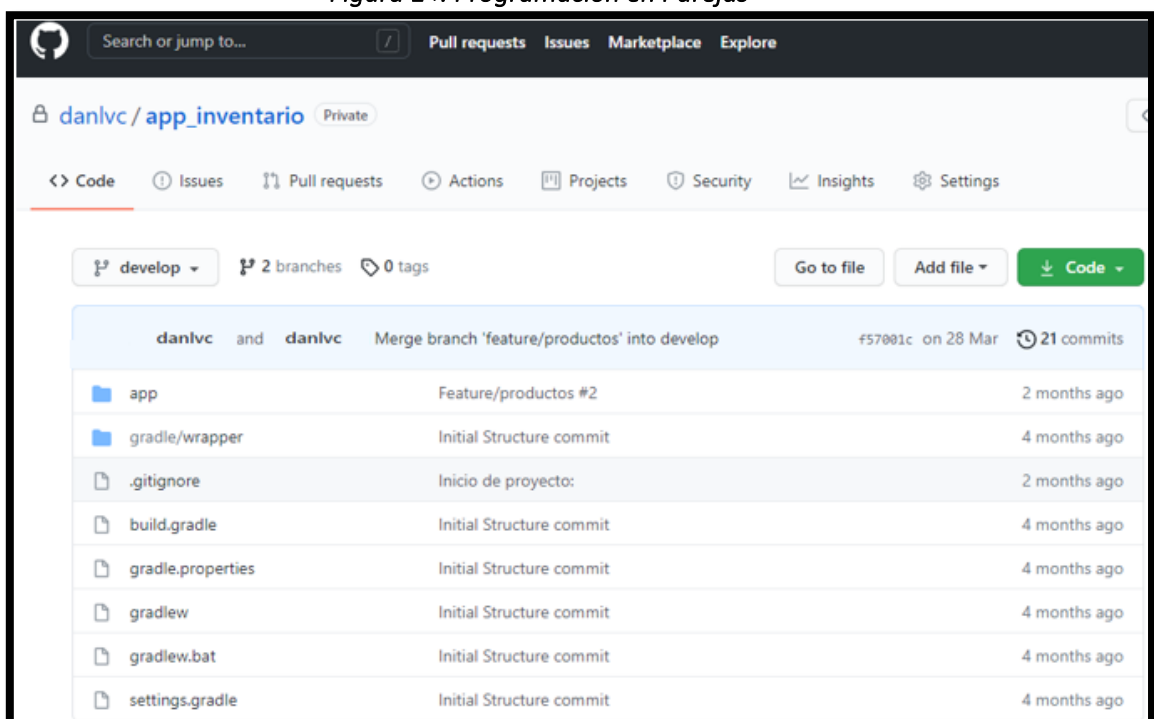 Figura 24. Programación en Parejas
Search or jump to... /
Pull requests Issues Marketplace Explore
danlvc / app_inventario Private
<> Code Issues Pull requests Actions Projects Security Insights Settings
develop 2 branches 0 tags Go to file Add file Code
danlvc and danlvc Merge branch 'feature/productos' into develop f57001c on 28 Mar 21 commits
app Feature/productos #2 2 months ago
gradle/wrapper Initial Structure commit 4 months ago
.gitignore Inicio de proyecto: 2 months ago
build.gradle Initial Structure commit 4 months ago
gradle.properties Initial Structure commit 4 months ago
gradlew Initial Structure commit 4 months ago
gradlew.bat Initial Structure commit 4 months ago
settings.gradle Initial Structure commit 4 months ago